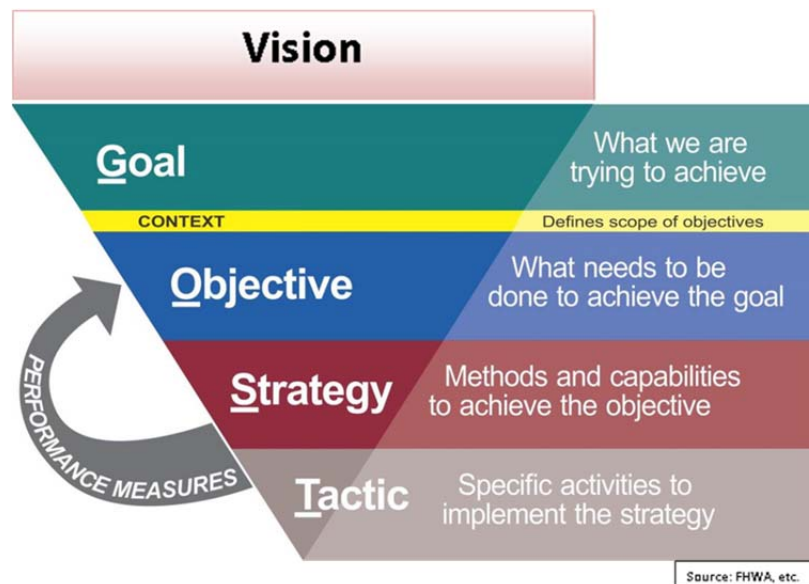 Vision
Goal
What we are
trying to achieve
CONTEXT
Defines scope of objectives
Objective
What needs to be
done to achieve the goal
Strategy
Methods and capabilities
to achieve the objective
Tactic
Specific activities to
implement the strategy
PERFORMANCE MEASURES
Source: FHWA, etc.